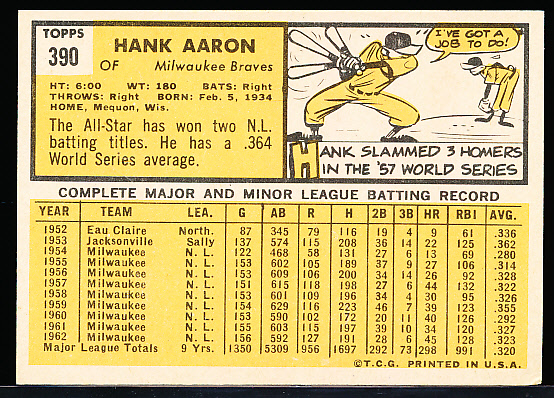 TOPPS
390
HANK AARON
OF Milwaukee Braves
HT: 6:00 WT: 180 BATS: Right
THROWS: Right BORN: Feb. 5, 1934
HOME, Mequon, Wis.
The All-Star has won two N.L.
batting titles. He has a .364
World Series average.
I'VE GOT A
JOB TO DO!
HANK SLAMMED 3 HOMERS
IN THE '57 WORLD SERIES
COMPLETE MAJOR AND MINOR LEAGUE BATTING RECORD
YEAR TEAM LEA. G AB R H 2B 3B HR RBI AVG.
1952 Eau Claire North. 87 345 79 116 19 4 9 61 .336
1953 Jacksonville Sally 137 574 115 208 36 14 22 125 .362
1954 Milwaukee N. L. 122 468 58 131 27 6 13 69 .280
1955 Milwaukee N. L. 153 602 105 189 37 9 27 106 .314
1956 Milwaukee N. L. 153 609 106 200 34 14 26 92 .328
1957 Milwaukee N. L. 151 615 118 198 27 6 44 132 .322
1958 Milwaukee N. L. 153 601 109 196 34 4 30 95 .326
1959 Milwaukee N. L. 154 629 116 223 46 7 39 123 .355
1960 Milwaukee N. L. 153 590 102 172 20 11 40 126 .292
1961 Milwaukee N. L. 155 603 115 197 39 10 34 120 .327
1962 Milwaukee N. L. 156 592 127 191 28 6 45 128 .323
Major League Totals 9 Yrs. 1350 5309 956 1697 292 73 298 991 .320
©T.C.G. PRINTED IN U.S.A.